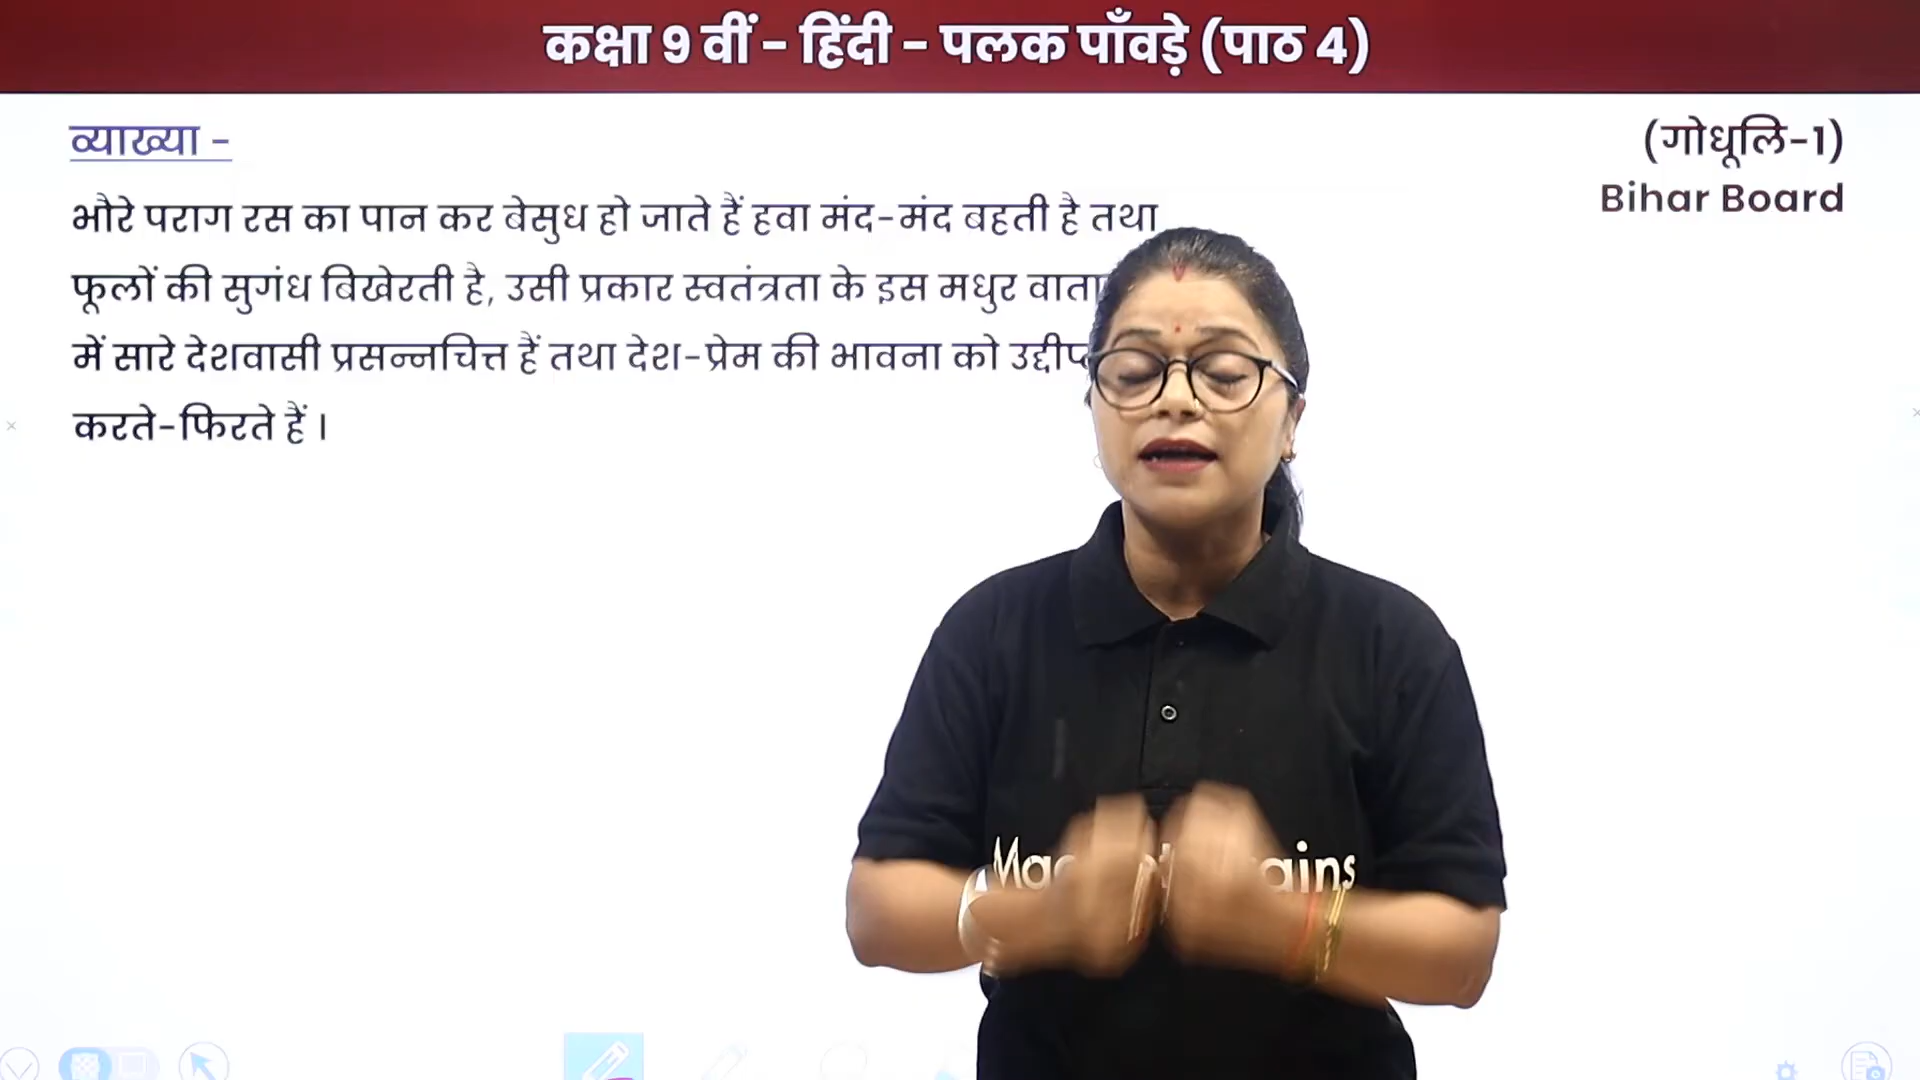 कक्षा 9 वीं - हिंदी - पलक पाँवड़े (पाठ 4)
व्याख्या -
(गोधूलि-1)
Bihar Board
भौरे पराग रस का पान कर बेसुध हो जाते हैं हवा मंद-मंद बहती है तथा
फूलों की सुगंध बिखेरती है, उसी प्रकार स्वतंत्रता के इस मधुर
में सारे देशवासी प्रसन्नचित्त हैं तथा देश-प्रेम की भावना को
करते-फिरते हैं ।